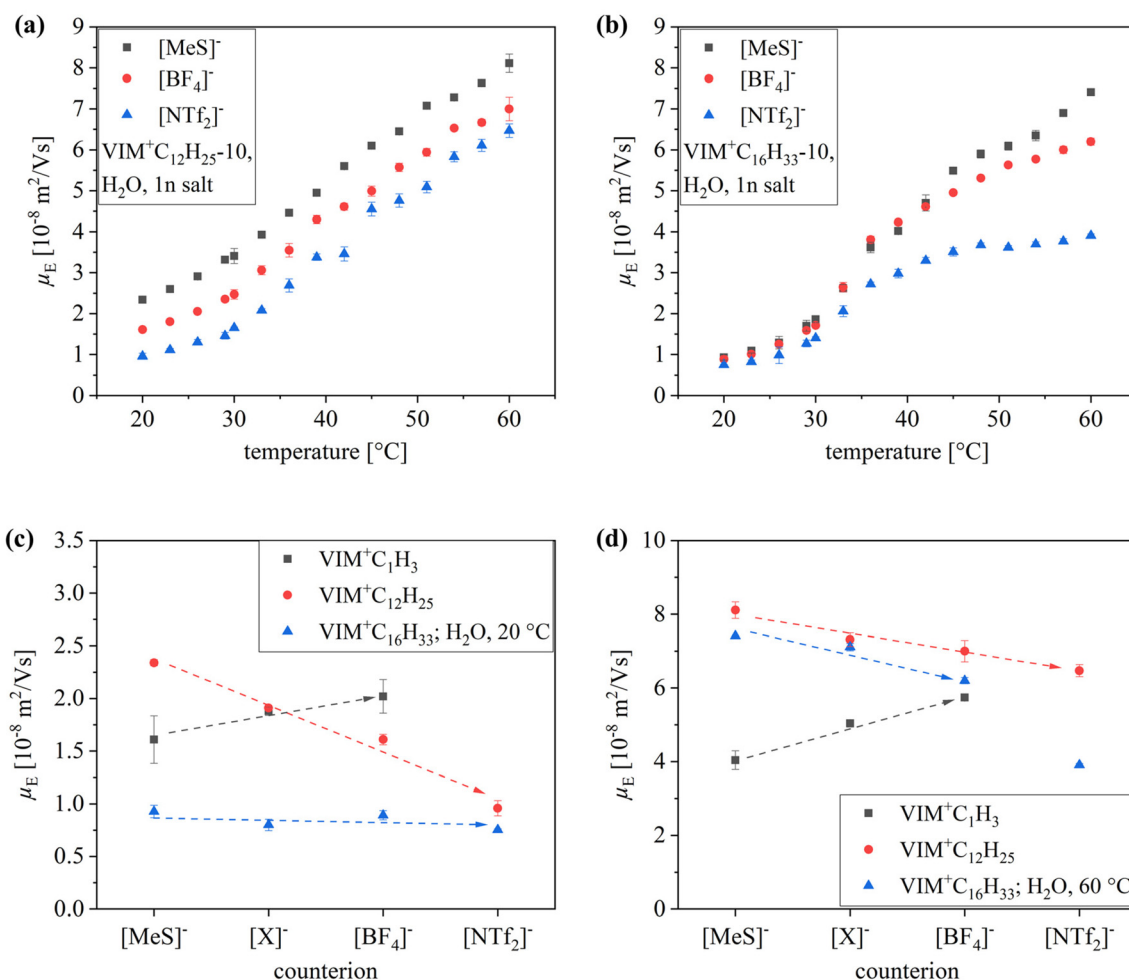 (a)
9
8
7
6
5
4
3
2
1
0
μE [10⁻⁸ m²/Vs]
[MeS]⁻
[BF₄]⁻
[NTf₂]⁻
VIM⁺C₁₂H₂₅-10,
H₂O, 1n salt
20 30 40 50 60
temperature [°C]
(b)
9
8
7
6
5
4
3
2
1
0
μE [10⁻⁸ m²/Vs]
[MeS]⁻
[BF₄]⁻
[NTf₂]⁻
VIM⁺C₁₆H₃₃-10,
H₂O, 1n salt
20 30 40 50 60
temperature [°C]
(c)
3.5
3.0
2.5
2.0
1.5
1.0
0.5
0.0
μE [10⁻⁸ m²/Vs]
VIM⁺C₁H₃
VIM⁺C₁₂H₂₅
VIM⁺C₁₆H₃₃; H₂O, 20 °C
[MeS]⁻ [X]⁻ [BF₄]⁻ [NTf₂]⁻
counterion
(d)
10
8
6
4
2
0
μE [10⁻⁸ m²/Vs]
VIM⁺C₁H₃
VIM⁺C₁₂H₂₅
VIM⁺C₁₆H₃₃; H₂O, 60 °C
[MeS]⁻ [X]⁻ [BF₄]⁻ [NTf₂]⁻
counterion